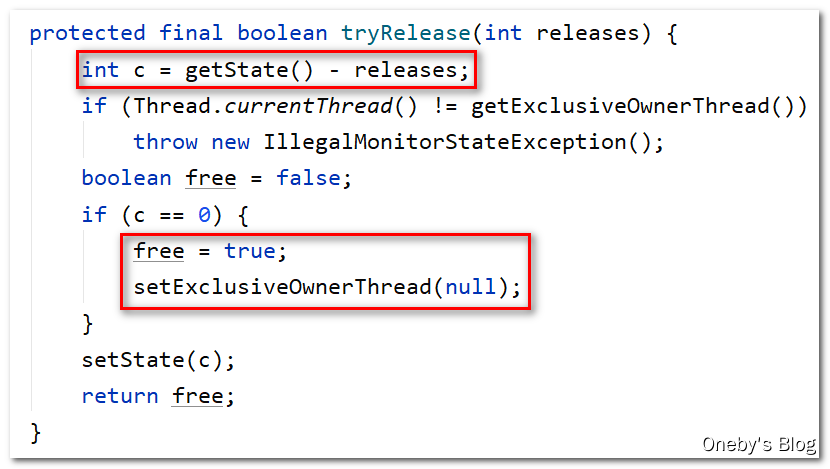 protected final boolean tryRelease(int releases) {
    int c = getState() - releases;
    if (Thread.currentThread() != getExclusiveOwnerThread())
        throw new IllegalMonitorStateException();
    boolean free = false;
    if (c == 0) {
        free = true;
        setExclusiveOwnerThread(null);
    }
    setState(c);
    return free;
}
Oneby's Blog